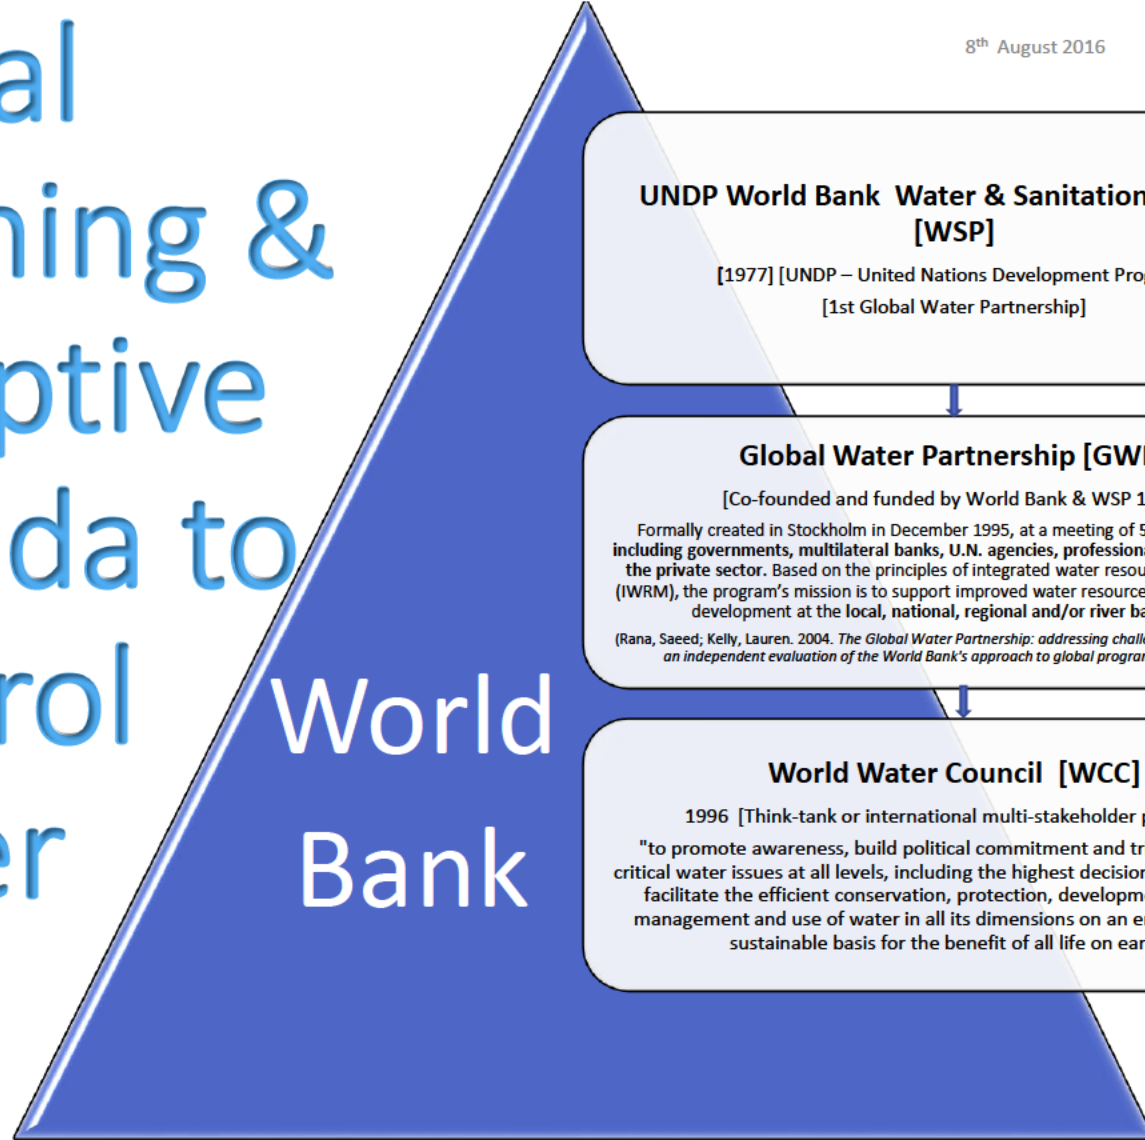 8th August 2016
al
ning &
ptive
da to
rol
er
World
Bank
UNDP World Bank Water & Sanitation
[WSP]
[1977] [UNDP – United Nations Development Pro
[1st Global Water Partnership]
Global Water Partnership [GW
[Co-founded and funded by World Bank & WSP 1
Formally created in Stockholm in December 1995, at a meeting of 5
including governments, multilateral banks, U.N. agencies, profession
the private sector. Based on the principles of integrated water resou
(IWRM), the program's mission is to support improved water resource
development at the local, national, regional and/or river ba
(Rana, Saeed; Kelly, Lauren. 2004. The Global Water Partnership: addressing chall
an independent evaluation of the World Bank's approach to global progra
World Water Council [WCC]
1996 [Think-tank or international multi-stakeholder p
"to promote awareness, build political commitment and tr
critical water issues at all levels, including the highest decision
facilitate the efficient conservation, protection, developm
management and use of water in all its dimensions on an e
sustainable basis for the benefit of all life on ear